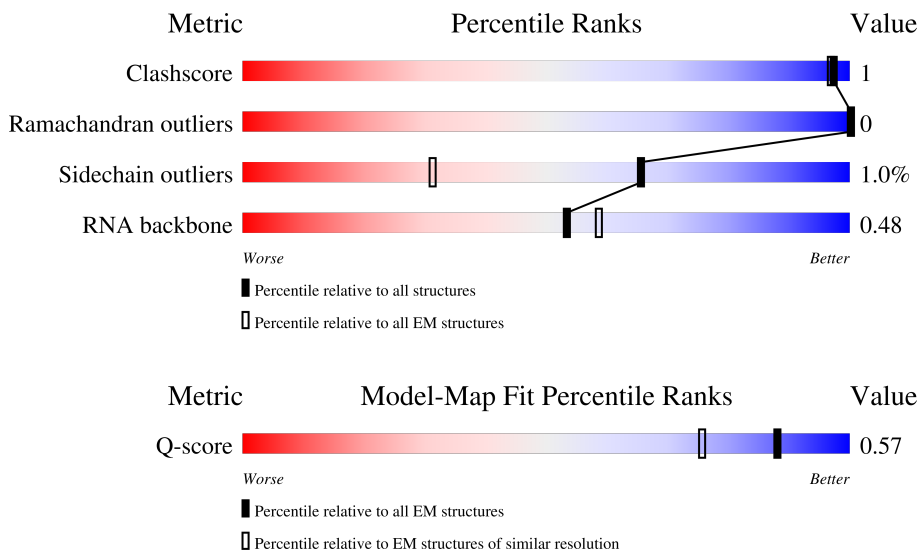 Metric Percentile Ranks Value
Clashscore 1
Ramachandran outliers 0
Sidechain outliers 1.0%
RNA backbone 0.48
Worse Better
Percentile relative to all structures
Percentile relative to all EM structures
Metric Model-Map Fit Percentile Ranks Value
Q-score 0.57
Worse Better
Percentile relative to all EM structures
Percentile relative to EM structures of similar resolution